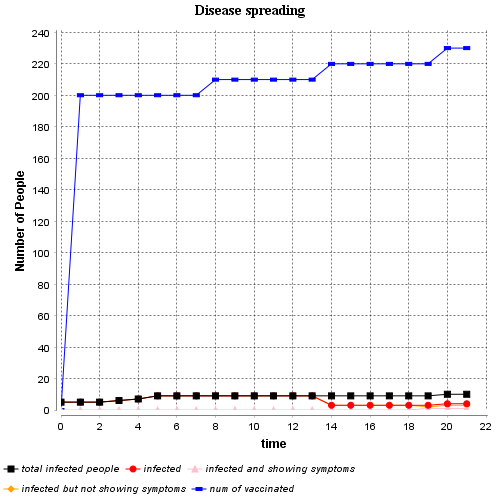 Disease spreading
Number of People
240
220
200
180
160
140
120
100
80
60
40
20
0
0 2 4 6 8 10 12 14 16 18 20 22
time
total infected people infected infected and showing symptoms
infected but not showing symptoms num of vaccinated